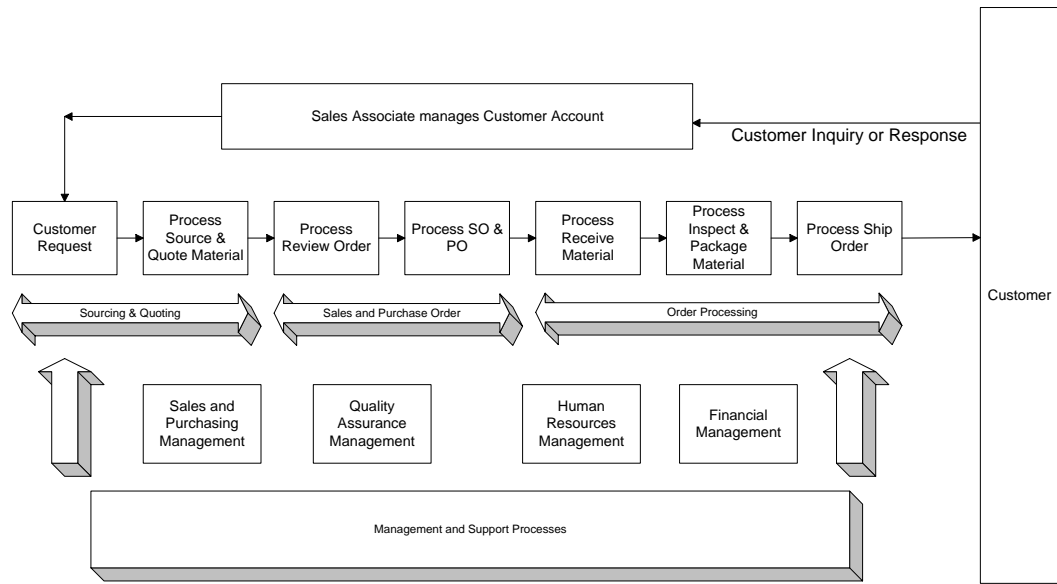 Sales Associate manages Customer Account
Customer Inquiry or Response
Customer
Request
Process
Source &
Quote Material
Process
Review Order
Process SO &
PO
Process
Receive
Material
Process
Inspect &
Package
Material
Process Ship
Order
Customer
Sourcing & Quoting
Sales and Purchase Order
Order Processing
Sales and
Purchasing
Management
Quality
Assurance
Management
Human
Resources
Management
Financial
Management
Management and Support Processes